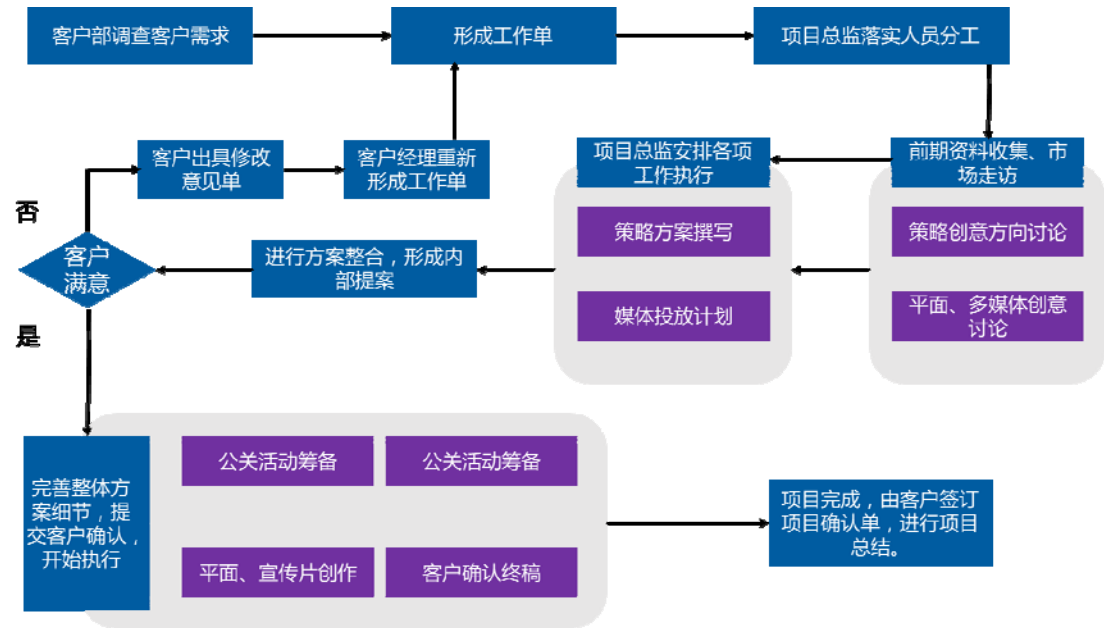 客户部调查客户需求
形成工作单
项目总监落实人员分工
客户出具修改
意见单
客户经理重新
形成工作单
项目总监安排各项
工作执行
前期资料收集、市
场走访
否
客户
满意
是
进行方案整合，形成内
部提案
策略方案撰写
媒体投放计划
策略创意方向讨论
平面、多媒体创意
讨论
完善整体方
案细节，提
交客户确认，
开始执行
公关活动筹备
公关活动筹备
平面、宣传片创作
客户确认终稿
项目完成，由客户签订
项目确认单，进行项目
总结。